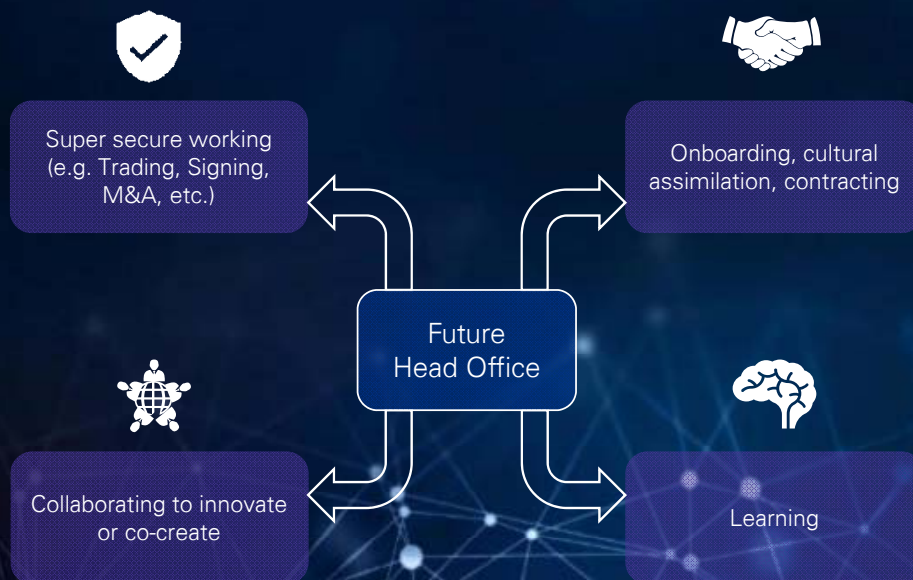 Super secure working
(e.g. Trading, Signing,
M&A, etc.)
Onboarding, cultural
assimilation, contracting
Future
Head Office
Collaborating to innovate
or co-create
Learning